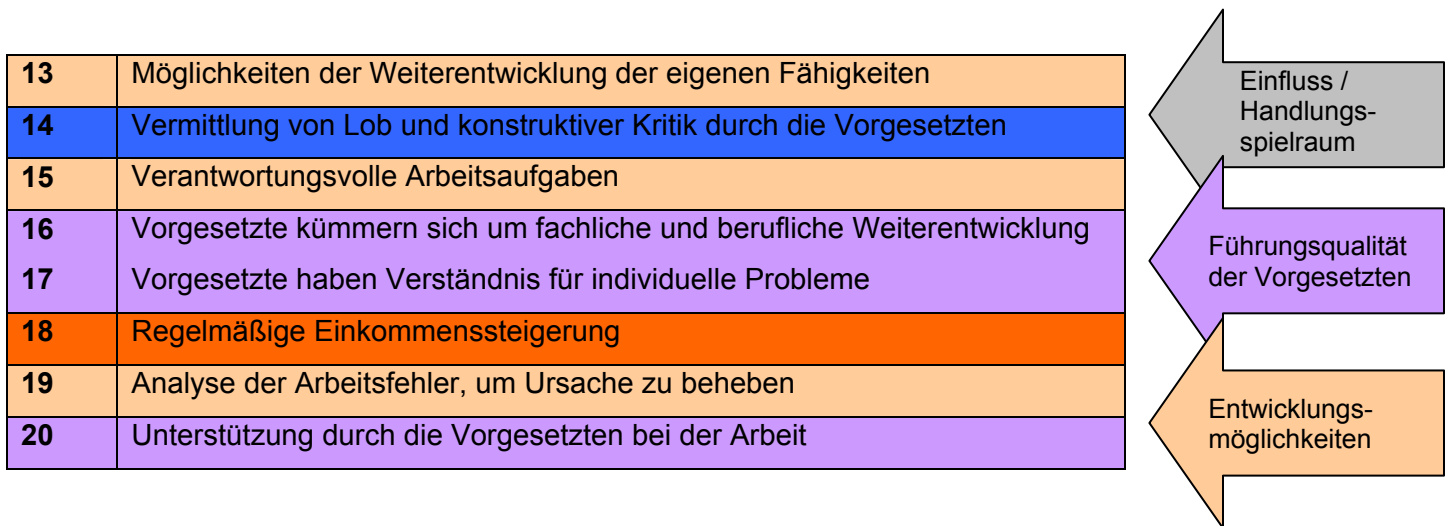 13 Möglichkeiten der Weiterentwicklung der eigenen Fähigkeiten
14 Vermittlung von Lob und konstruktiver Kritik durch die Vorgesetzten
15 Verantwortungsvolle Arbeitsaufgaben
16 Vorgesetzte kümmern sich um fachliche und berufliche Weiterentwicklung
17 Vorgesetzte haben Verständnis für individuelle Probleme
18 Regelmäßige Einkommenssteigerung
19 Analyse der Arbeitsfehler, um Ursache zu beheben
20 Unterstützung durch die Vorgesetzten bei der Arbeit
Einfluss /
Handlungs-
spielraum
Führungsqualität
der Vorgesetzten
Entwicklungs-
möglichkeiten